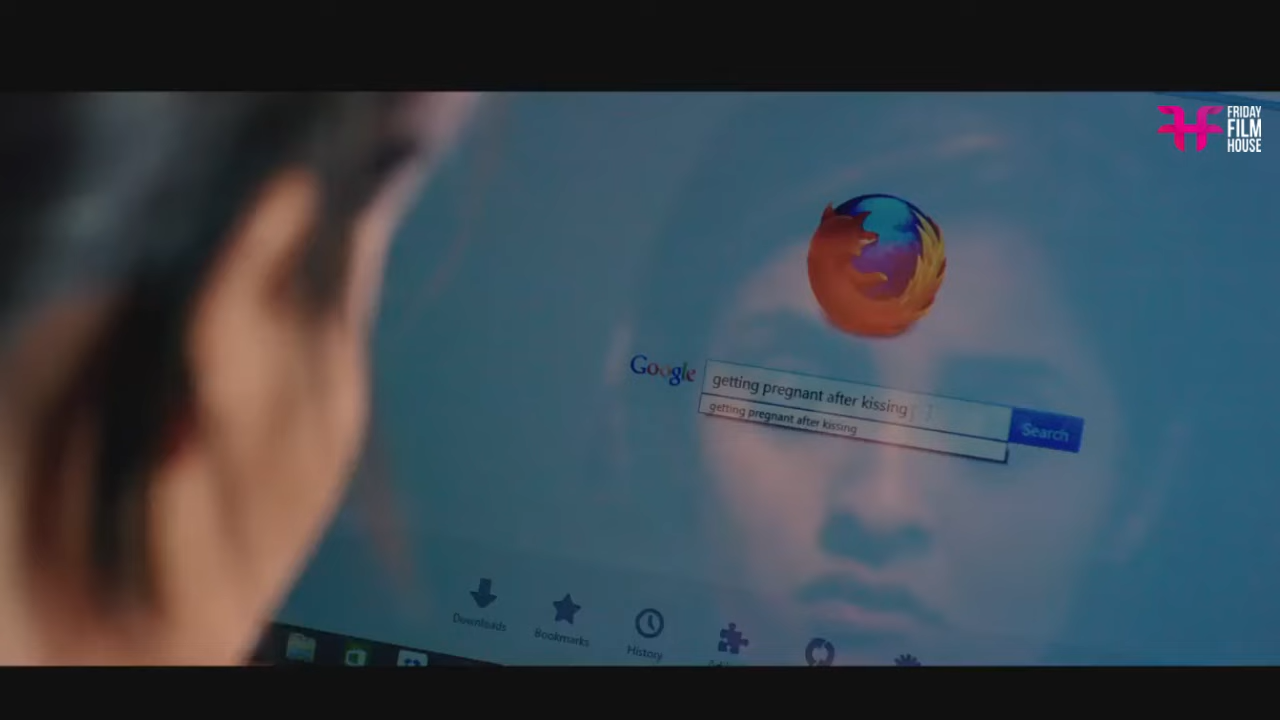 FRIDAY
FILM
HOUSE
Google
getting pregnant after kissing
Search
getting pregnant after kissing
Downloads
Bookmarks
History